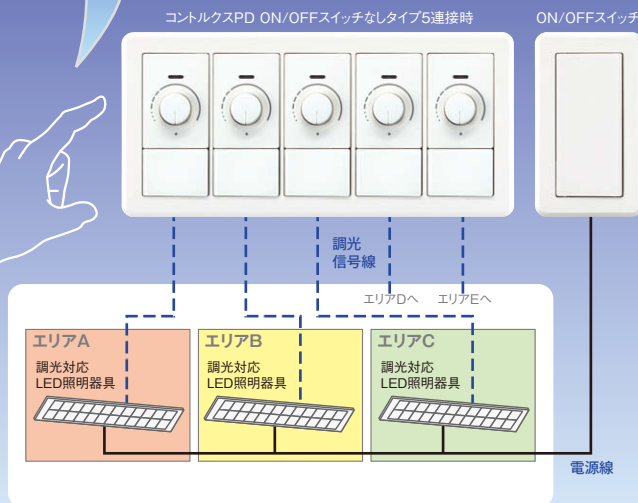 コントルクスPD ON/OFFスイッチなしタイプ5連接時
ON/OFFスイッチ
調光
信号線
エリアDへ
エリアEへ
エリアA
調光対応
LED照明器具
エリアB
調光対応
LED照明器具
エリアC
調光対応
LED照明器具
電源線